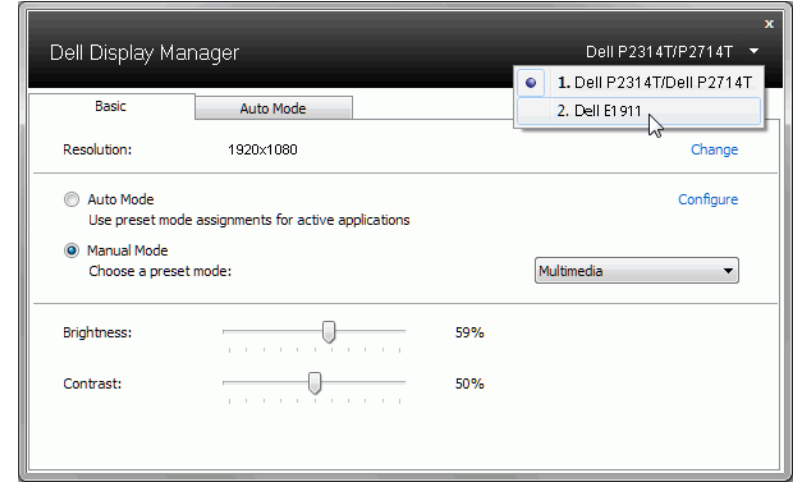 x
Dell Display Manager
Dell P2314T/P2714T
1. Dell P2314T/Dell P2714T
2. Dell E1911
Basic
Auto Mode
Resolution:
1920x1080
Change
Auto Mode
Configure
Use preset mode assignments for active applications
Manual Mode
Choose a preset mode:
Multimedia
Brightness:
59%
Contrast:
50%